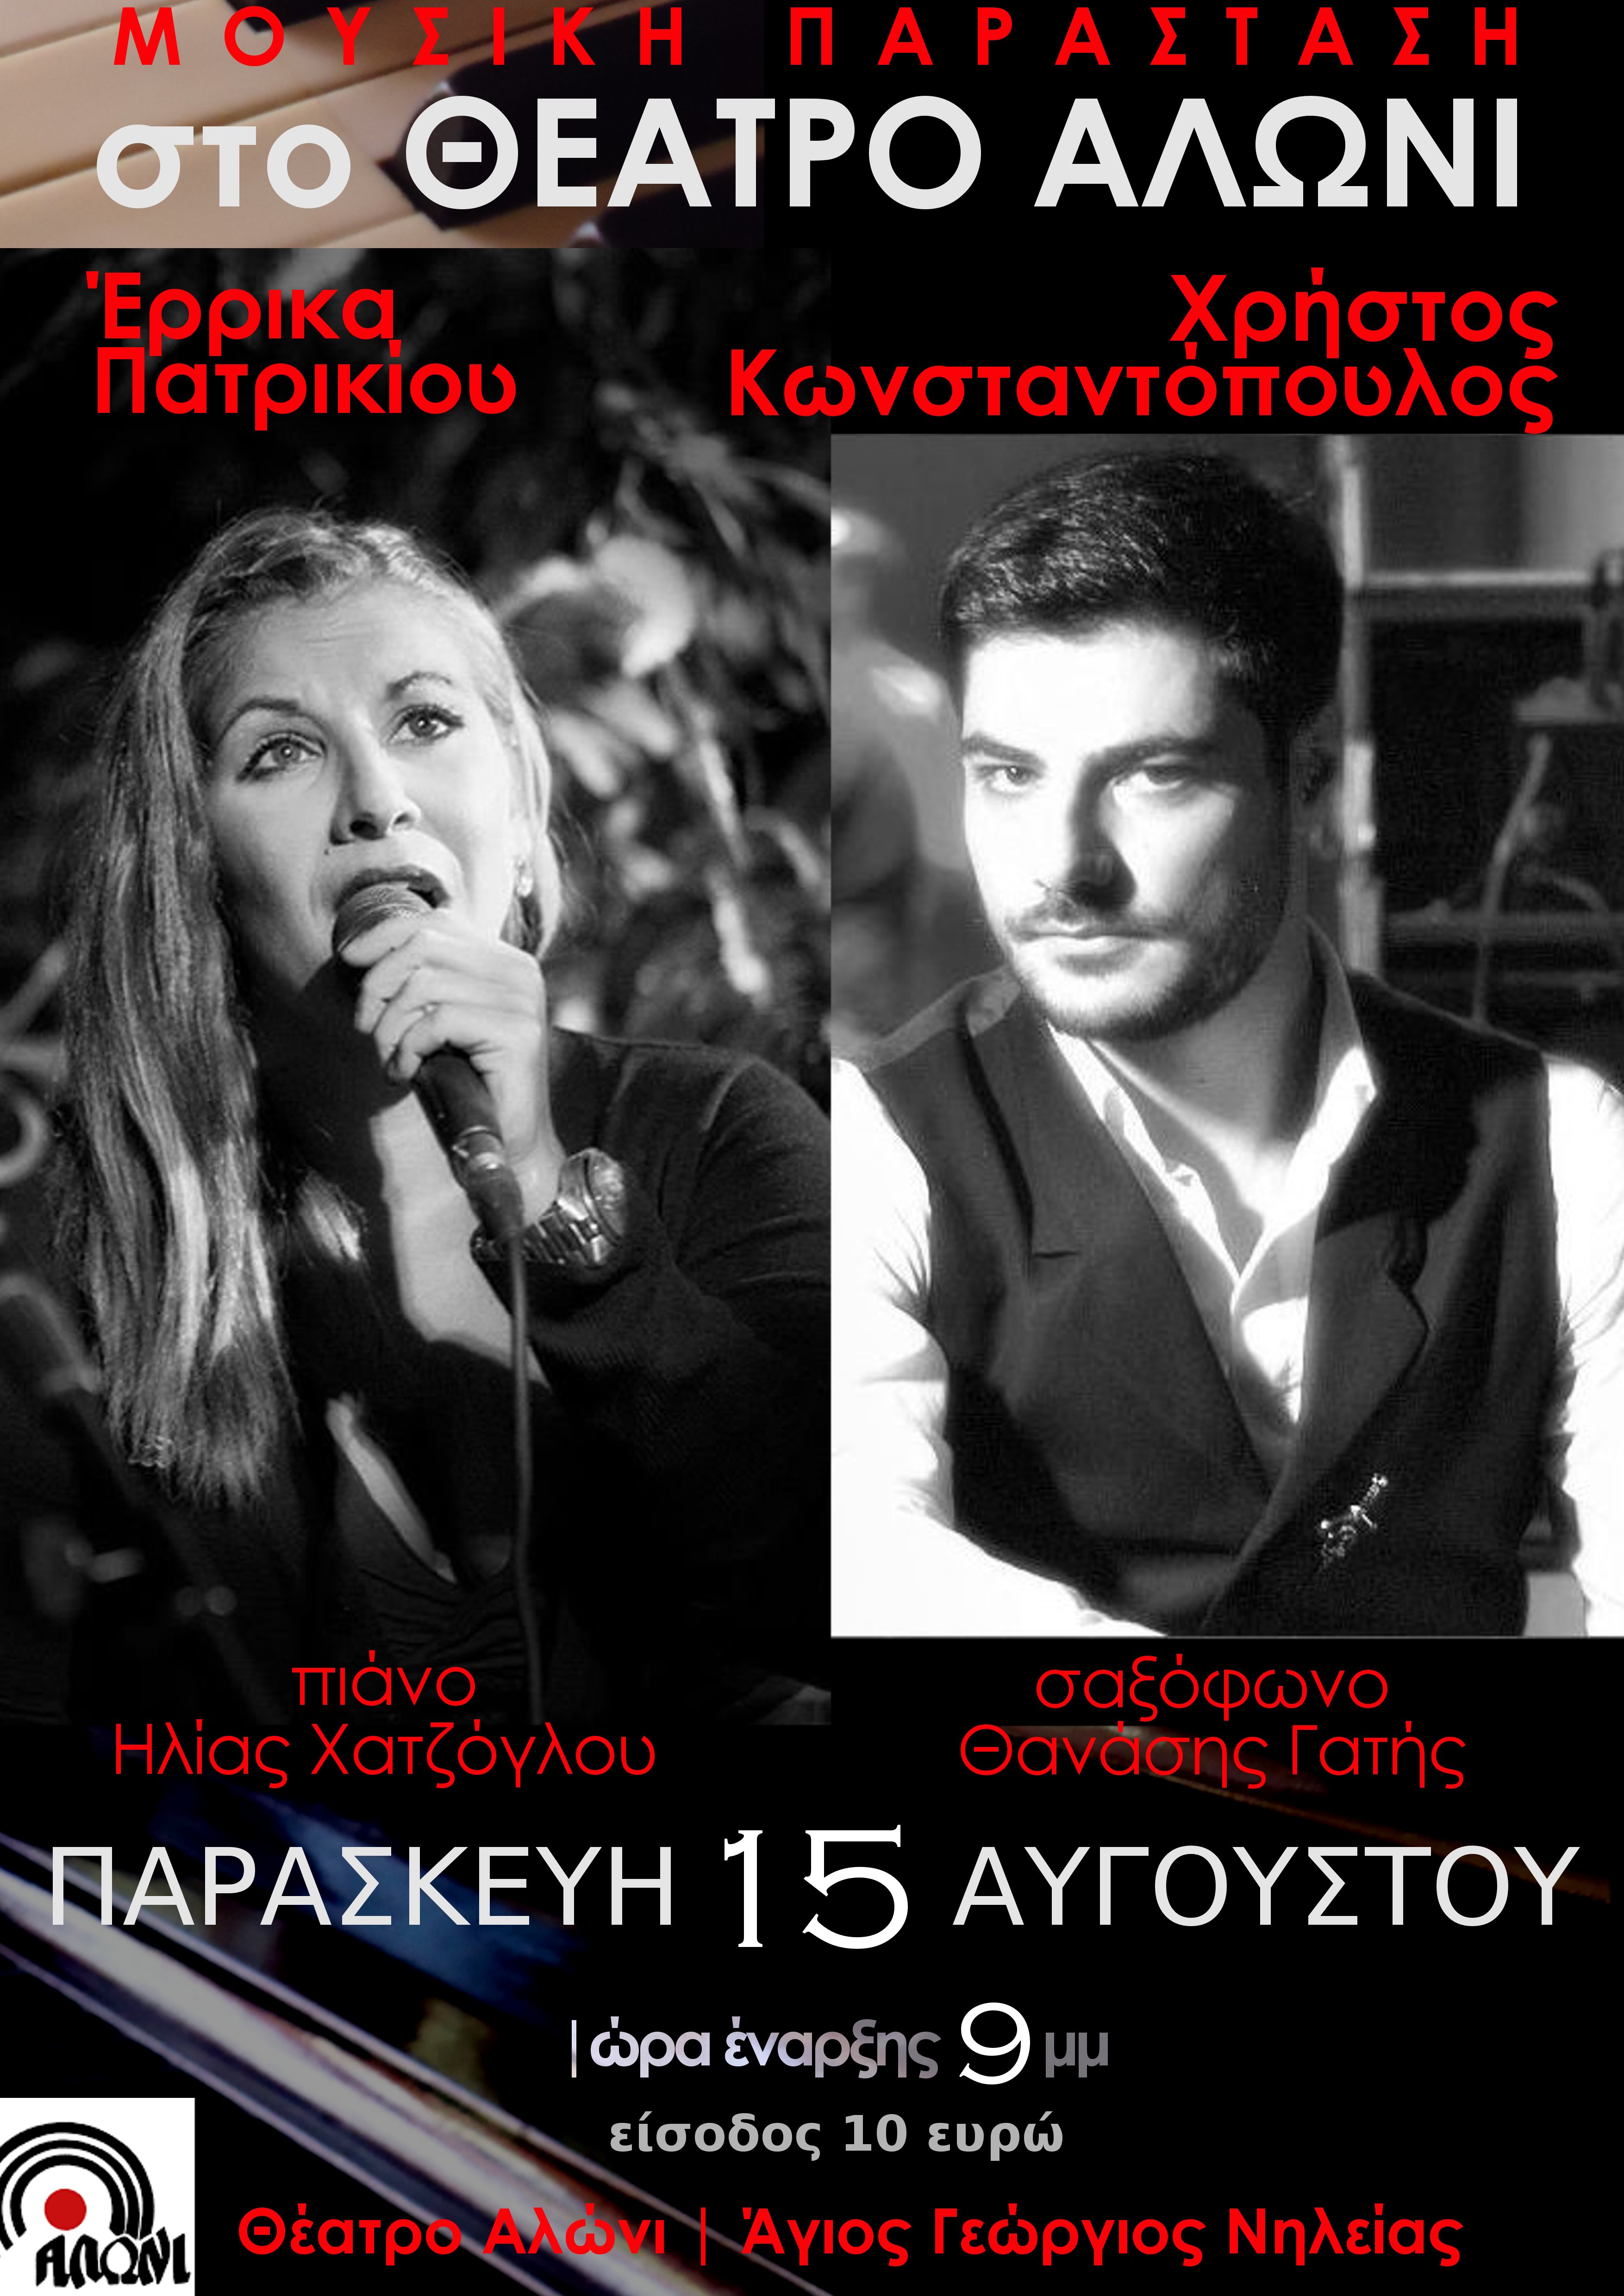 ΜΟΥΣΙΚΗ ΠΑΡΑΣΤΑΣΗ
στο ΘΕΑΤΡΟ ΑΛΩΝΙ
Έρρικα
Πατρικίου
Χρήστος
Κωνσταντόπουλος
πιάνο
Ηλίας Χατζόγλου
σαξόφωνο
Θανάσης Γατής
ΠΑΡΑΣΚΕΥΗ 15 ΑΥΓΟΥΣΤΟΥ
|ώρα έναρξης 9 μμ
είσοδος 10 ευρώ
ΑΛΩΝΙ
Θέατρο Αλώνι | Άγιος Γεώργιος Νηλείας